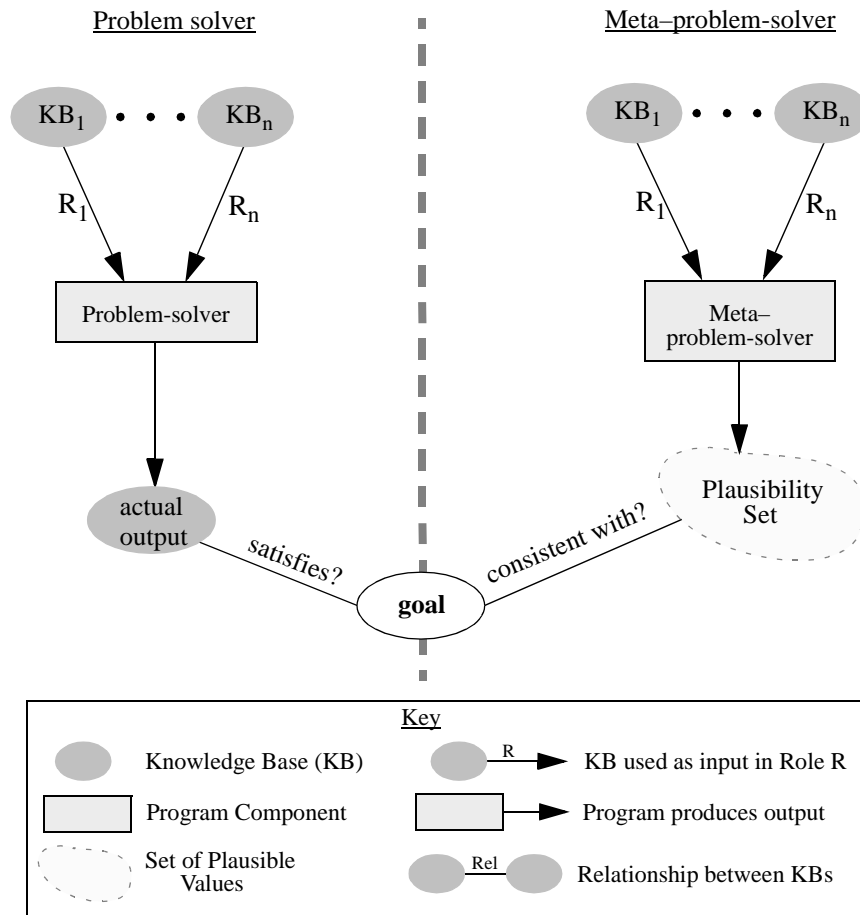 Problem solver
Meta–problem-solver
KB1 • • • KBn
KB1 • • • KBn
R1
Rn
R1
Rn
Problem-solver
Meta–
problem-solver
actual
output
Plausibility
Set
satisfies?
consistent with?
goal
Key
Knowledge Base (KB)
R
KB used as input in Role R
Program Component
Program produces output
Set of Plausible
Values
Rel
Relationship between KBs